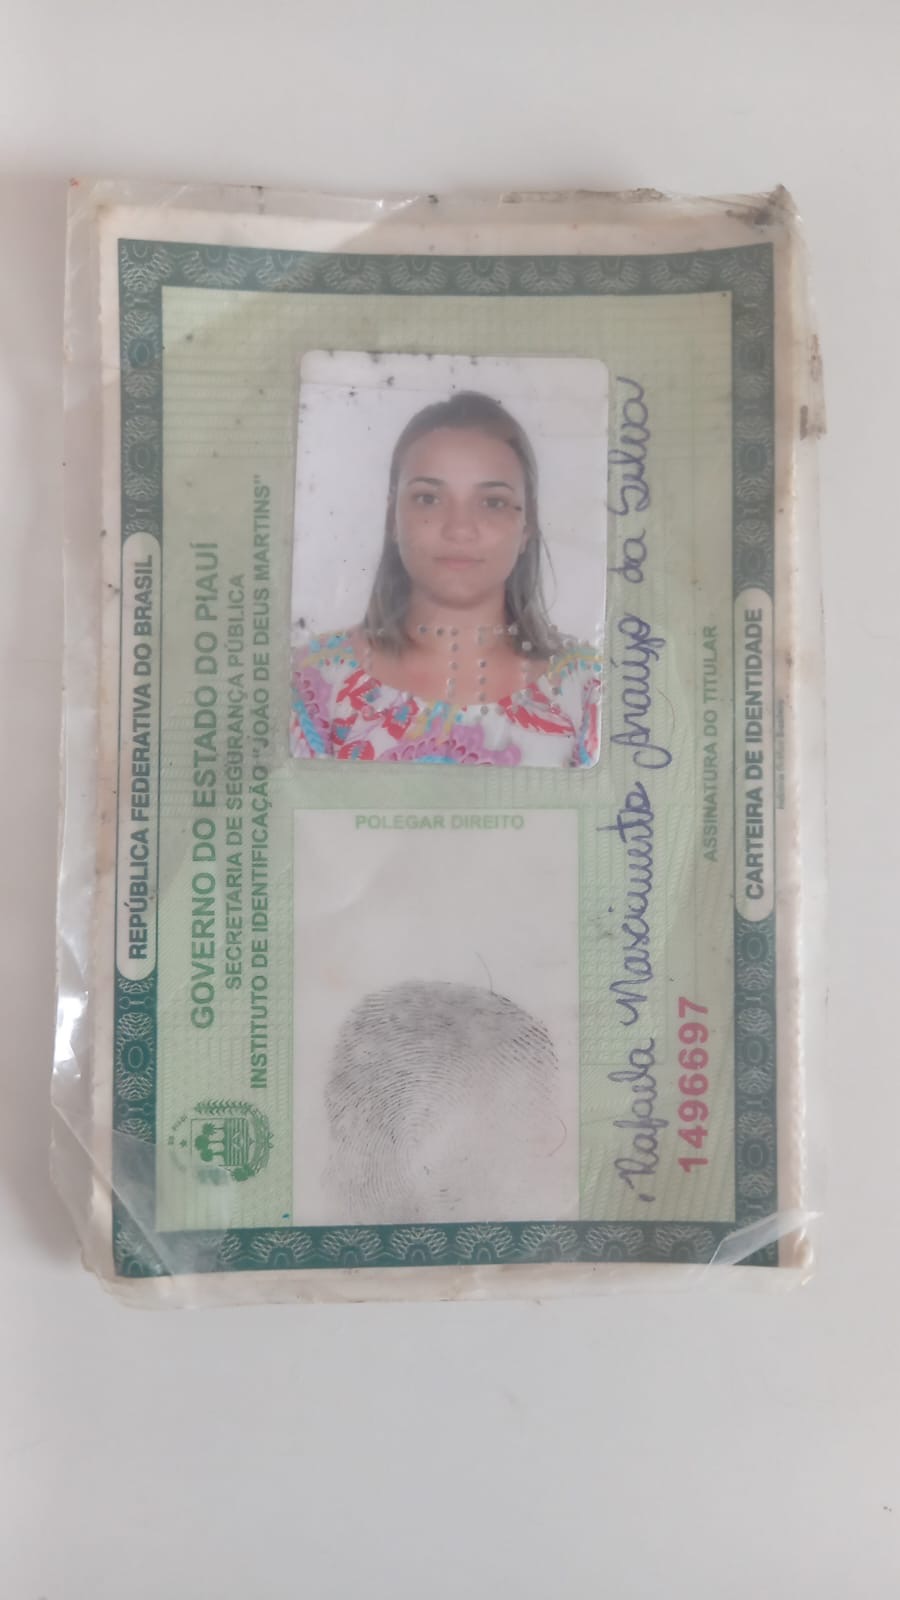 REPÚBLICA FEDERATIVA DO BRASIL
GOVERNO DO ESTADO DO PIAUÍ
SECRETARIA DE SEGURANÇA PÚBLICA
INSTITUTO DE IDENTIFICAÇÃO "JOÃO DE DEUS MARTINS"
POLEGAR DIREITO
Rafaela Nascimento Araújo da Silva
1496697
ASSINATURA DO TITULAR
CARTEIRA DE IDENTIDADE